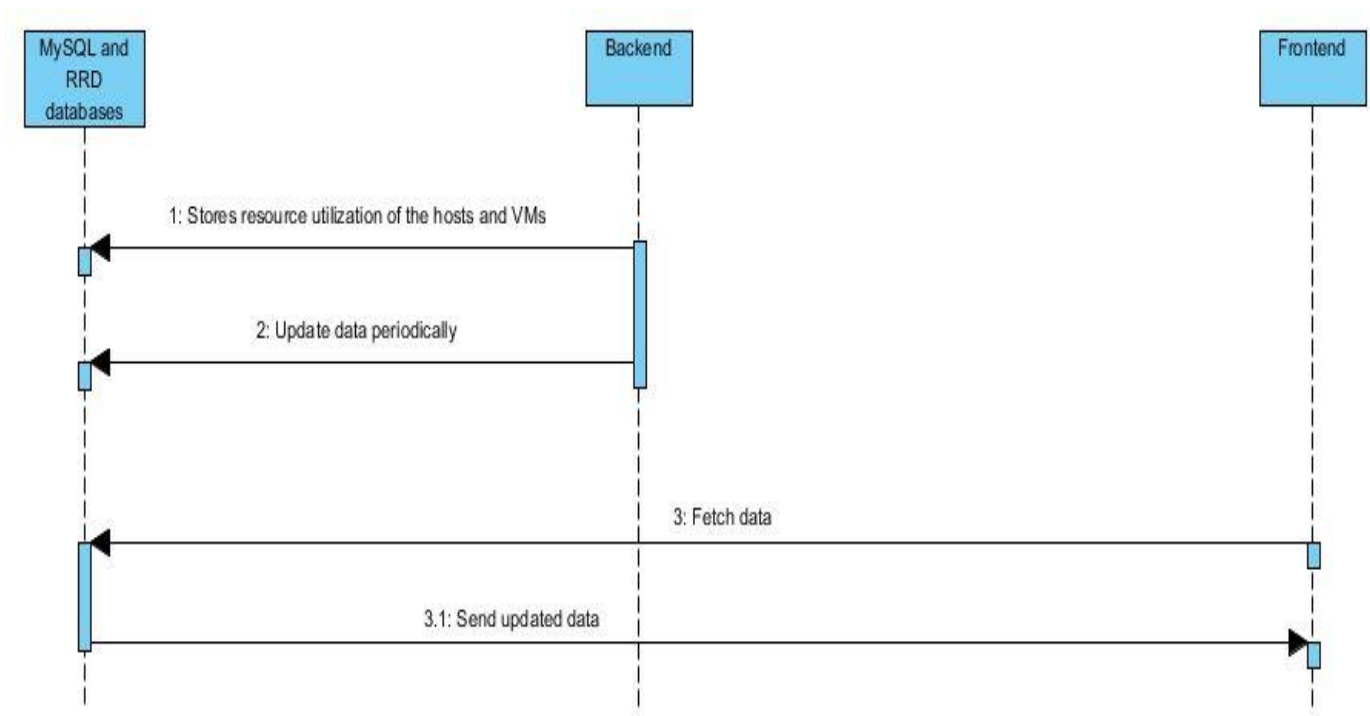 MySQL and
RRD
databases
Backend
Frontend
1: Stores resource utilization of the hosts and VMs
2: Update data periodically
3: Fetch data
3.1: Send updated data